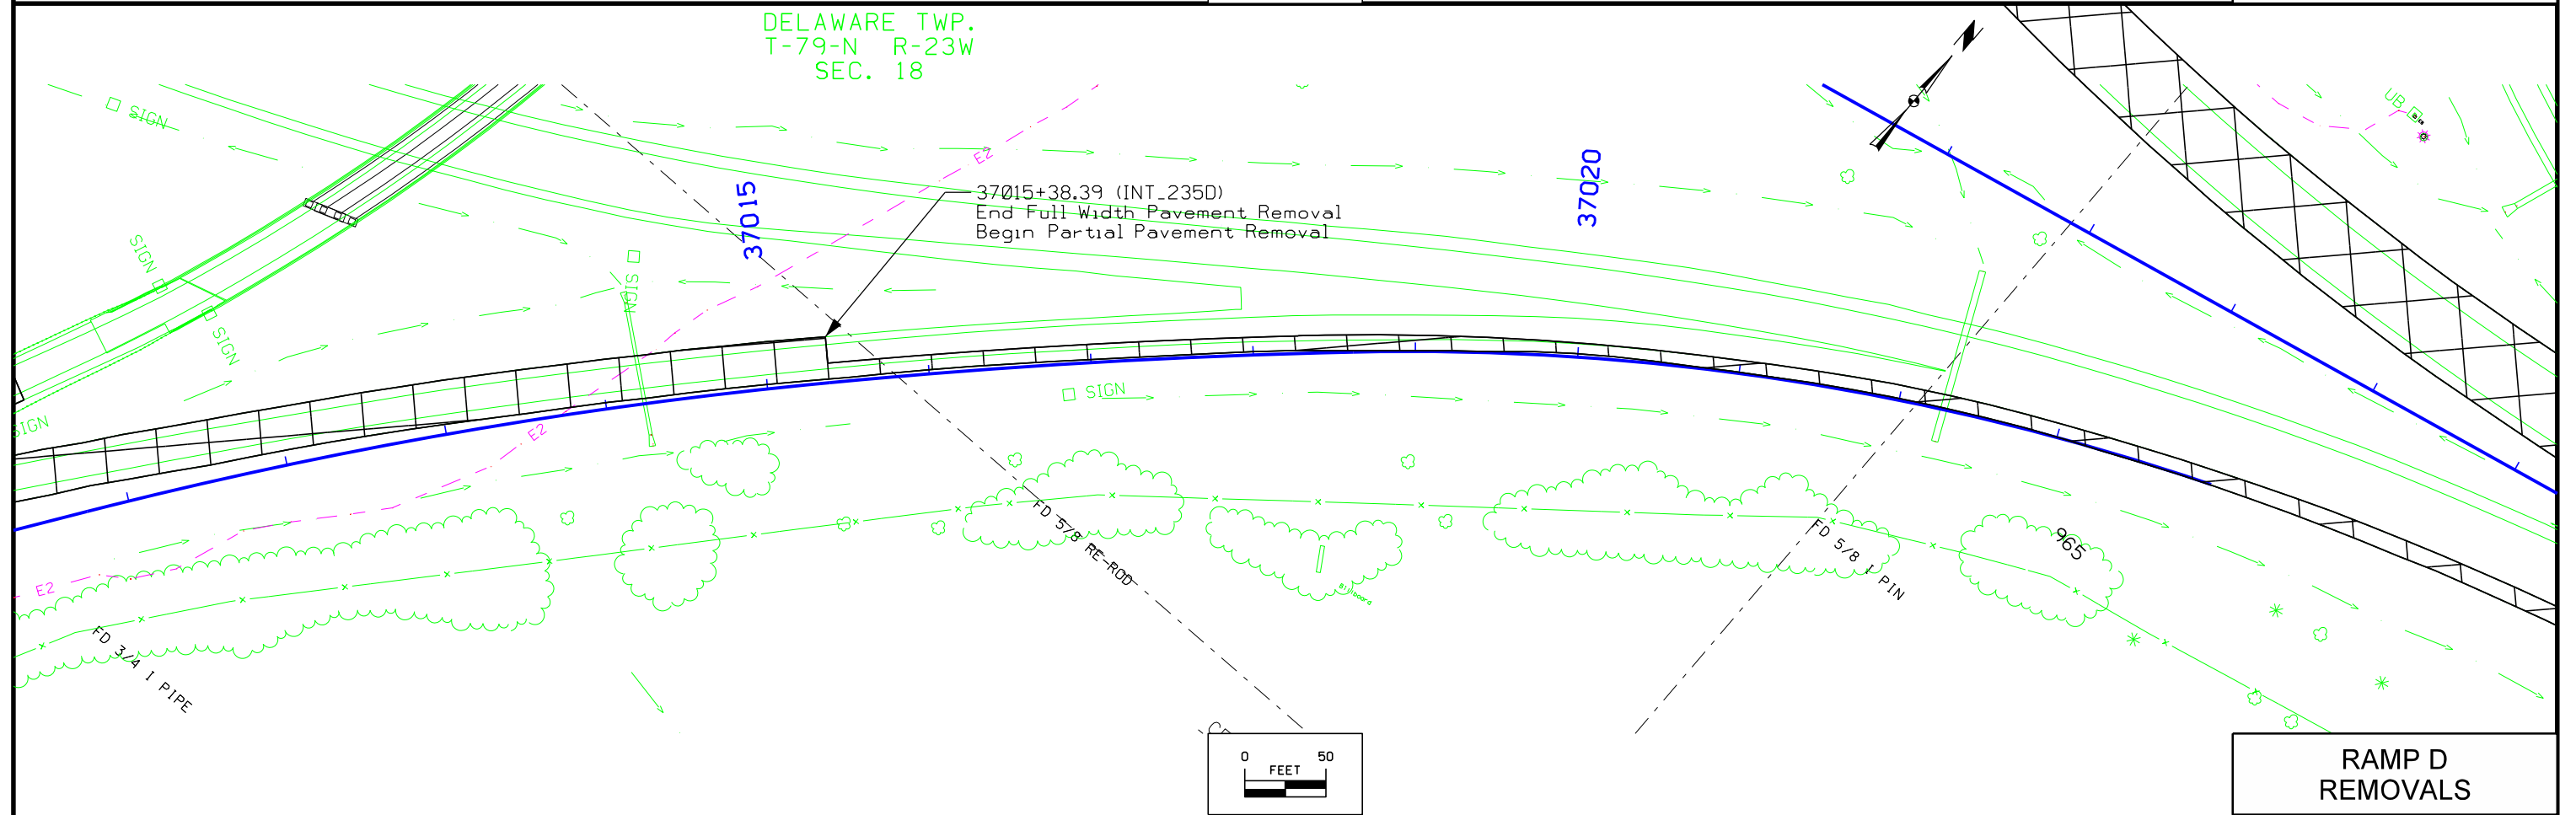 DELAWARE TWP.
T-79-N R-23W
SEC. 18
SIGN
E2
UB
37015
37020
37015+38.39 (INT_235D)
End Full Width Pavement Removal
Begin Partial Pavement Removal
SIGN
SIGN
SIGN
SIGN
SIGN
E2
E2
FD 5/8 RE-ROD
FD 5/8 I PIN
965
Billboard
FD 3/4 I PIPE
0 50
FEET
RAMP D
REMOVALS